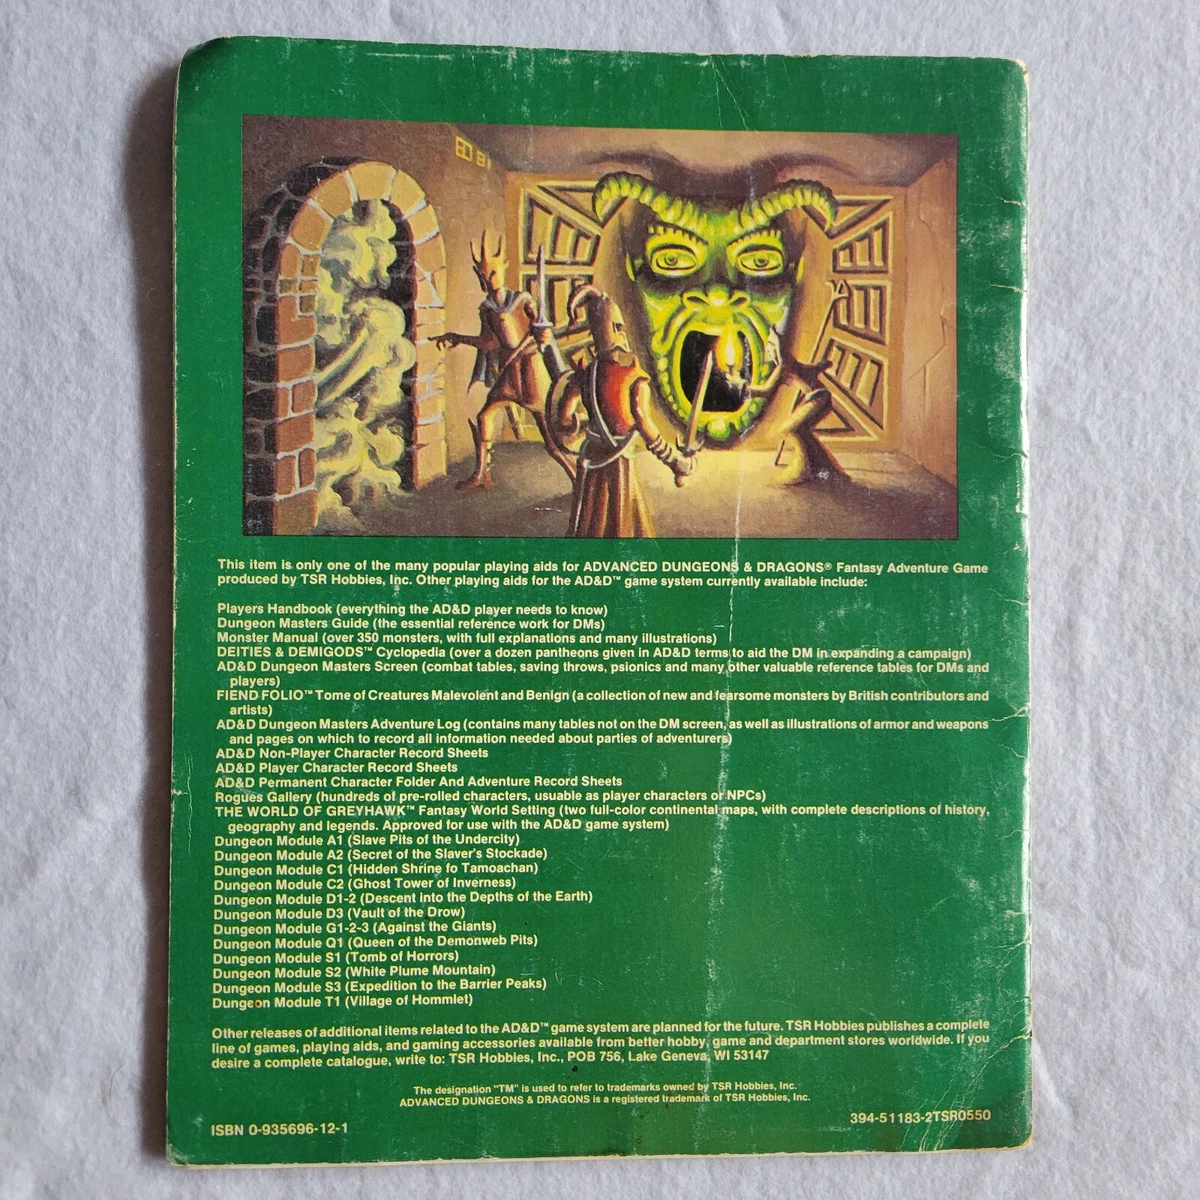 This item is only one of the many popular playing aids for ADVANCED DUNGEONS & DRAGONS® Fantasy Adventure Game
produced by TSR Hobbies, Inc. Other playing aids for the AD&D™ game system currently available include:
Players Handbook (everything the AD&D player needs to know)
Dungeon Masters Guide (the essential reference work for DMs)
Monster Manual (over 350 monsters, with full explanations and many illustrations)
DEITIES & DEMIGODS™ Cyclopedia (over a dozen pantheons given in AD&D terms to aid the DM in expanding a campaign)
AD&D Dungeon Masters Screen (combat tables, saving throws, psionics and many other valuable reference tables for DMs and
players)
FIEND FOLIO™ Tome of Creatures Malevolent and Benign (a collection of new and fearsome monsters by British contributors and
artists)
AD&D Dungeon Masters Adventure Log (contains many tables not on the DM screen, as well as illustrations of armor and weapons
and pages on which to record all information needed about parties of adventurers)
AD&D Non-Player Character Record Sheets
AD&D Player Character Record Sheets
AD&D Permanent Character Folder And Adventure Record Sheets
Rogues Gallery (hundreds of pre-rolled characters, usuable as player characters or NPCs)
THE WORLD OF GREYHAWK™ Fantasy World Setting (two full-color continental maps, with complete descriptions of history,
geography and legends. Approved for use with the AD&D game system)
Dungeon Module A1 (Slave Pits of the Undercity)
Dungeon Module A2 (Secret of the Slaver's Stockade)
Dungeon Module C1 (Hidden Shrine fo Tamoachan)
Dungeon Module C2 (Ghost Tower of Inverness)
Dungeon Module D1-2 (Descent into the Depths of the Earth)
Dungeon Module D3 (Vault of the Drow)
Dungeon Module G1-2-3 (Against the Giants)
Dungeon Module Q1 (Queen of the Demonweb Pits)
Dungeon Module S1 (Tomb of Horrors)
Dungeon Module S2 (White Plume Mountain)
Dungeon Module S3 (Expedition to the Barrier Peaks)
Dungeon Module T1 (Village of Hommlet)
Other releases of additional items related to the AD&D™ game system are planned for the future. TSR Hobbies publishes a complete
line of games, playing aids, and gaming accessories available from better hobby, game and department stores worldwide. If you
desire a complete catalogue, write to: TSR Hobbies, Inc., POB 756, Lake Geneva, WI 53147
The designation "TM" is used to refer to trademarks owned by TSR Hobbies, Inc.
ADVANCED DUNGEONS & DRAGONS is a registered trademark of TSR Hobbies, Inc.
ISBN 0-935696-12-1
394-51183-2TSR0550